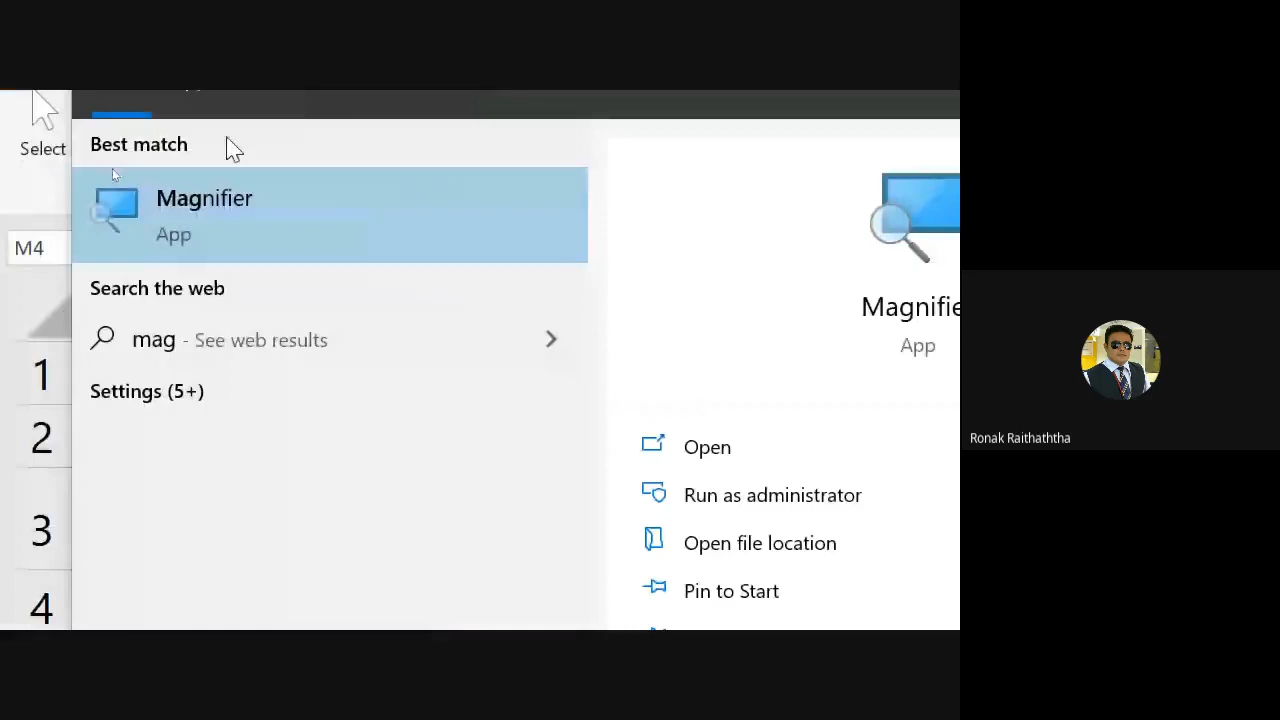 Select
Best match
Magnifier
App
M4
Search the web
mag - See web results
Settings (5+)
1
2
3
4
Magnifie
App
Open
Run as administrator
Open file location
Pin to Start
Ronak Raithaththa